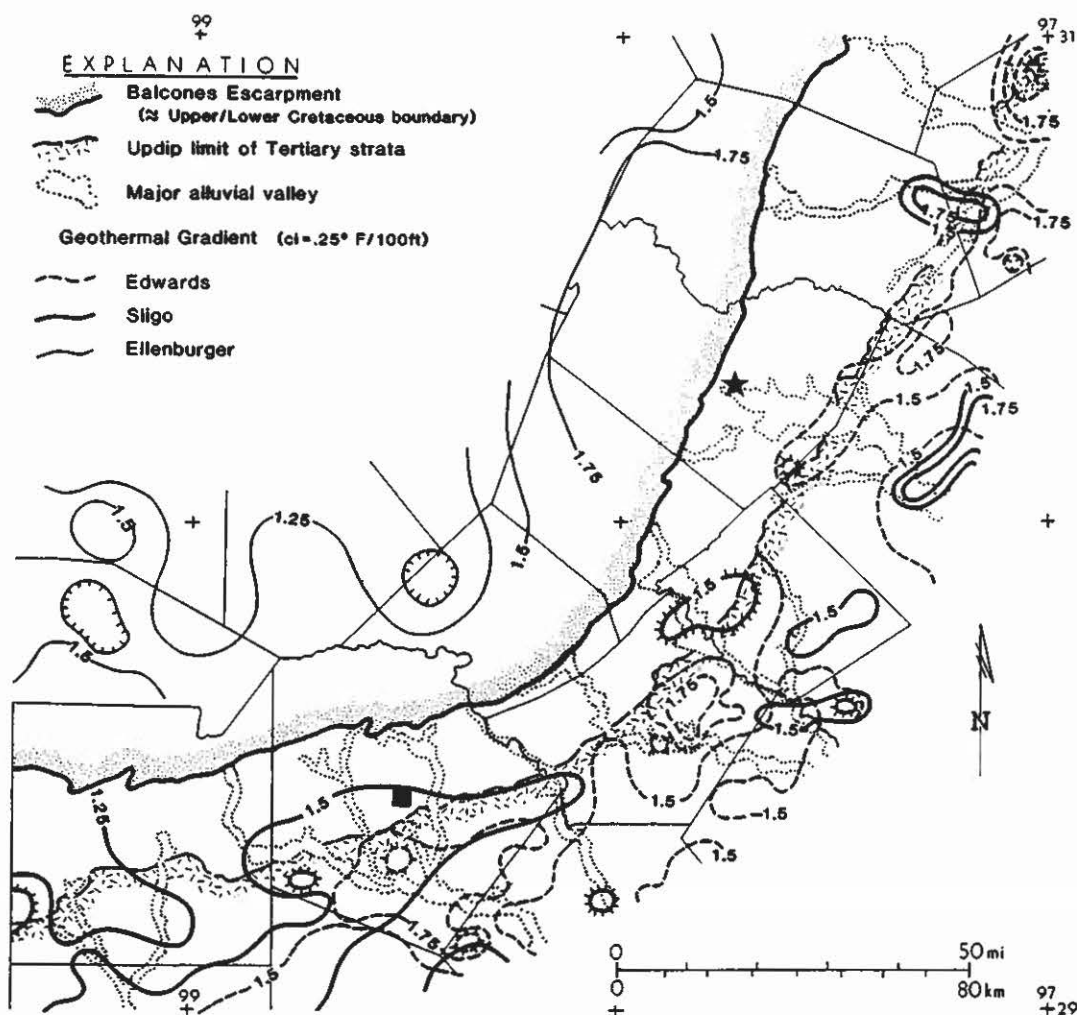 99
97
31
EXPLANATION
Balcones Escarpment
(≈ Upper/Lower Cretaceous boundary)
Updip limit of Tertiary strata
Major alluvial valley
Geothermal Gradient (ci=.25° F/100ft)
Edwards
Sligo
Ellenburger
1.5
1.75
1.75
1.75
1.75
1.75
1.75
1.5
1.5
1.75
1.75
1.5
1.5
1.25
1.5
1.5
1.5
1.5
1.75
1.5
N
1.25
1.5
1.5
1.5
1.5
1.75
1.5
0
50 mi
0
80 km
99
97
29